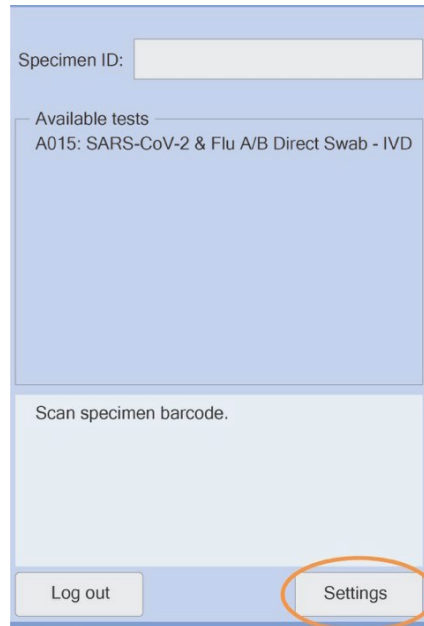 Specimen ID:
Available tests
A015: SARS-CoV-2 & Flu A/B Direct Swab - IVD
Scan specimen barcode.
Log out
Settings